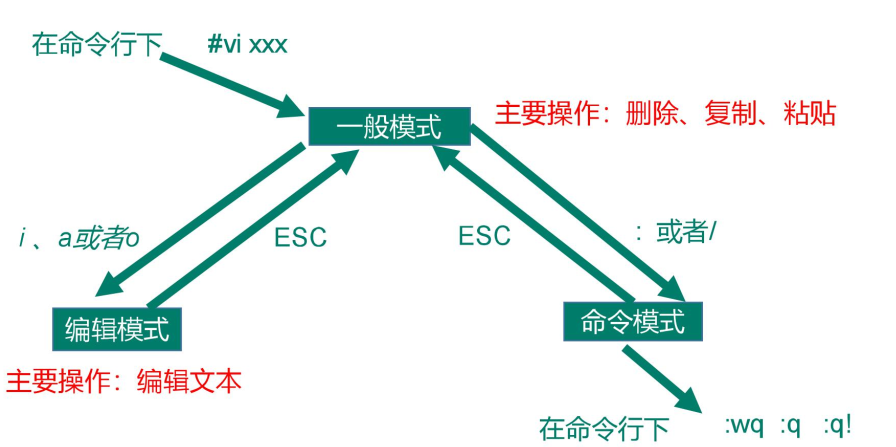 在命令行下 #vi xxx
主要操作：删除、复制、粘贴
一般模式
i 、a或者o
ESC
ESC
：或者/
编辑模式
命令模式
主要操作：编辑文本
在命令行下 :wq :q :q!